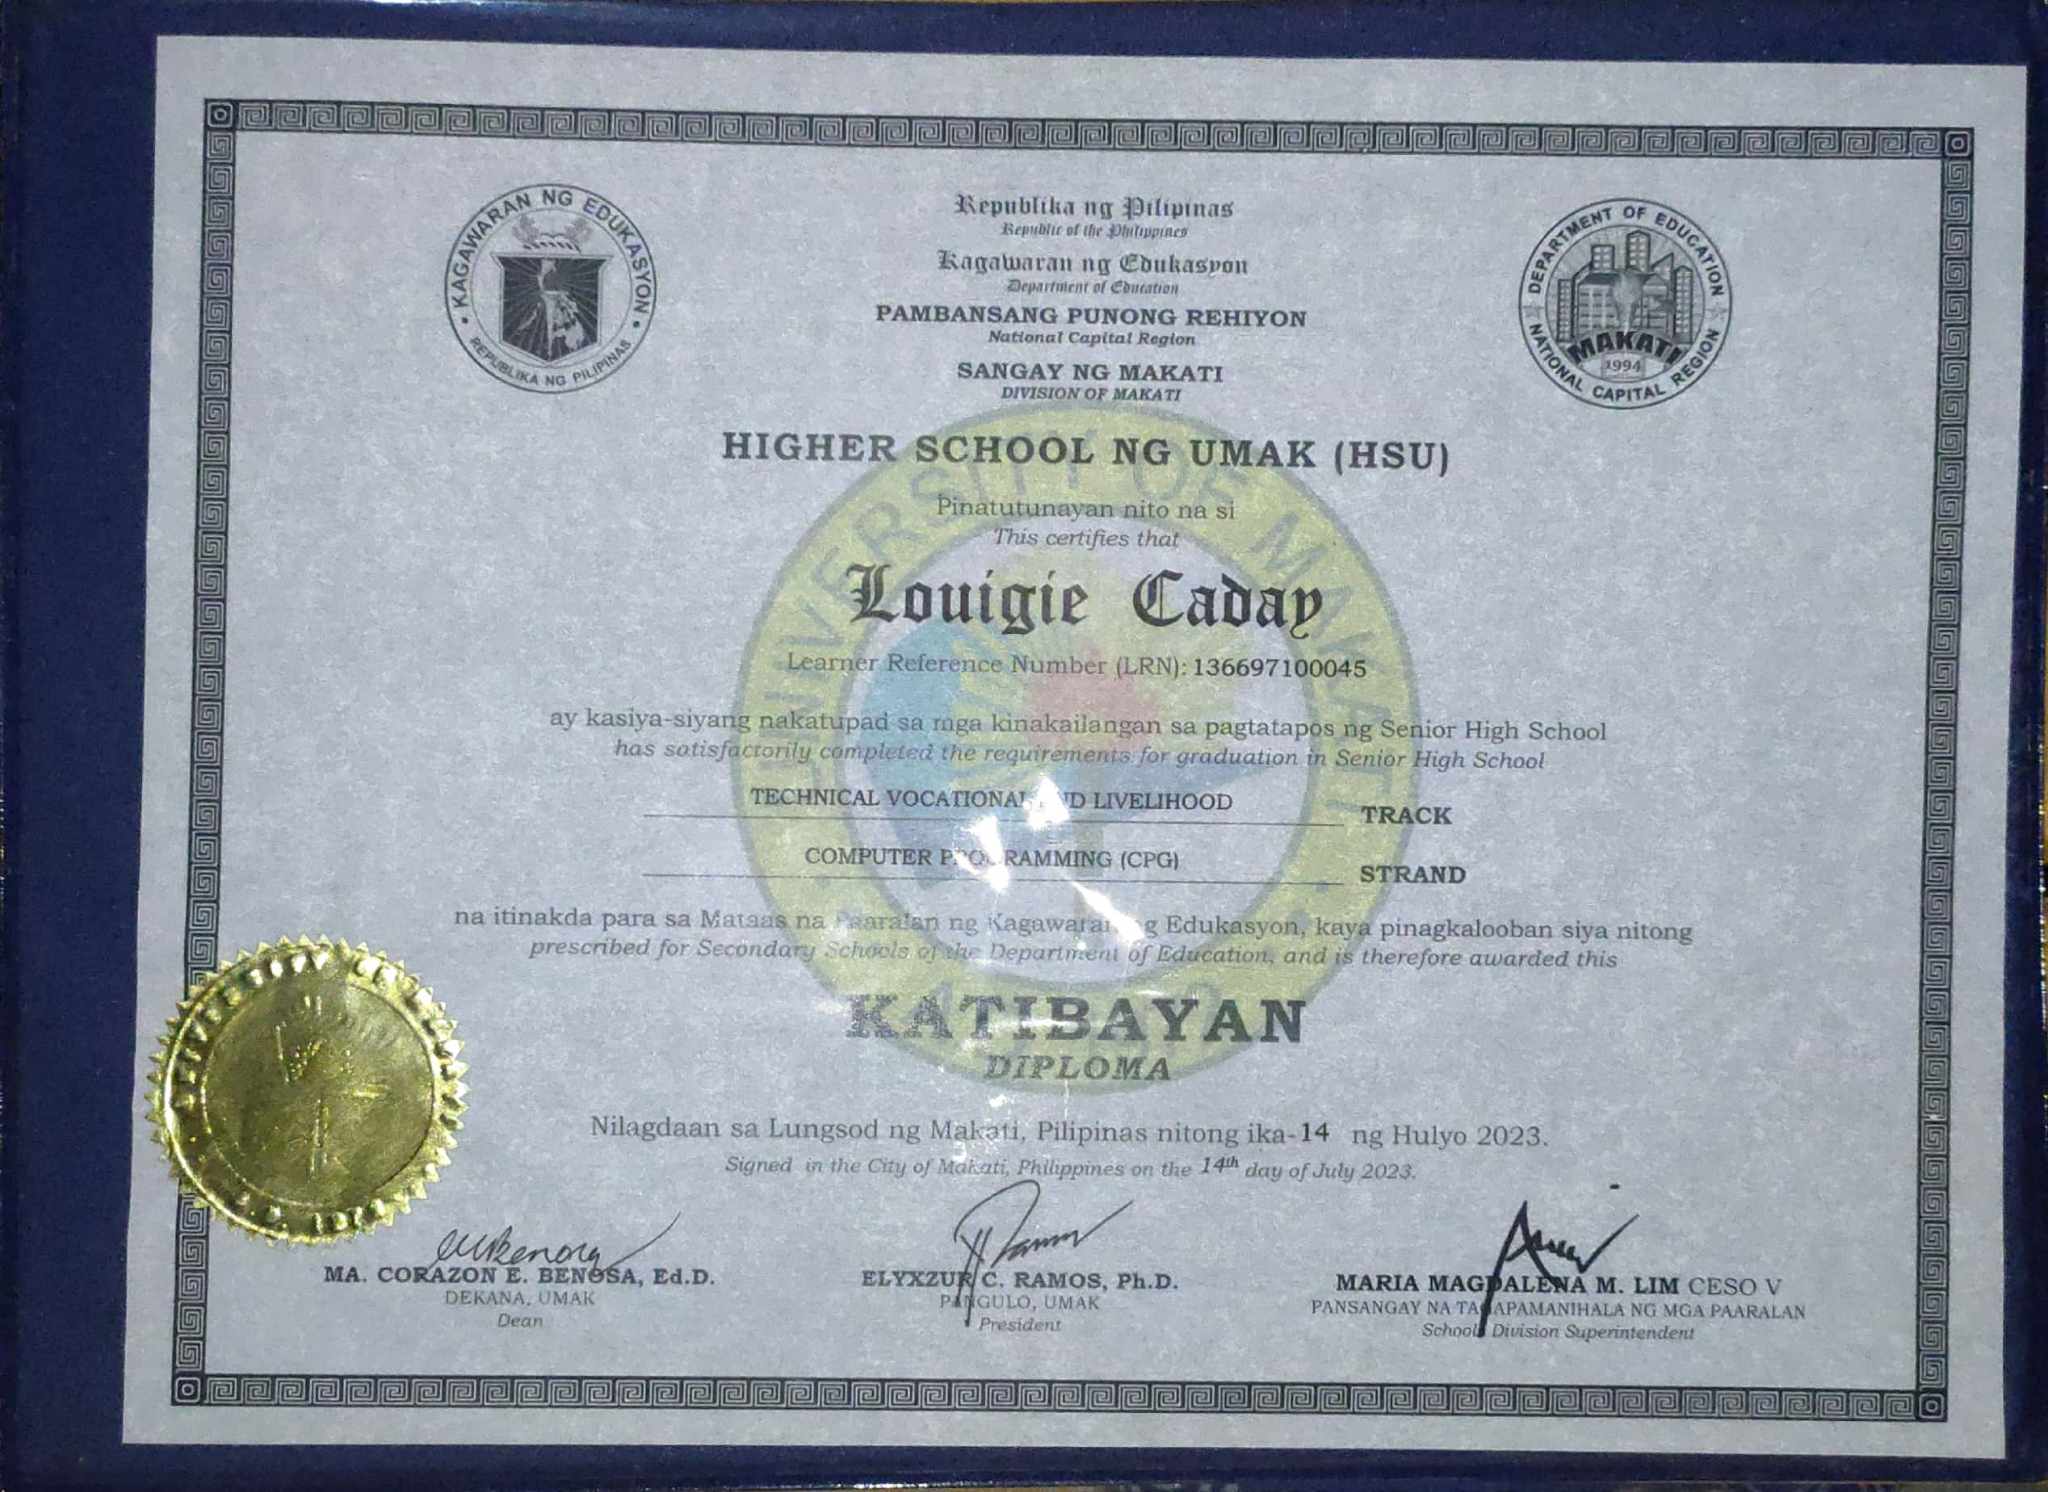 KAGAWARAN NG EDUKASYON
REPUBLIKA NG PILIPINAS
Republika ng Pilipinas
Republic of the Philippines
Kagawaran ng Edukasyon
Department of Education
PAMBANSANG PUNONG REHIYON
National Capital Region
SANGAY NG MAKATI
DIVISION OF MAKATI
DEPARTMENT OF EDUCATION
MAKATI
1994
NATIONAL CAPITAL REGION
HIGHER SCHOOL NG UMAK (HSU)
UNIVERSITY OF MAKATI
Pinatutunayan nito na si
This certifies that
Louigie Caday
Learner Reference Number (LRN): 136697100045
ay kasiya-siyang nakatupad sa mga kinakailangan sa pagtatapos ng Senior High School
has satisfactorily completed the requirements for graduation in Senior High School
TECHNICAL VOCATIONAL AND LIVELIHOOD TRACK
COMPUTER PROGRAMMING (CPG) STRAND
na itinakda para sa Mataas na Paaralan ng Kagawaran ng Edukasyon, kaya pinagkalooban siya nitong
prescribed for Secondary Schools of the Department of Education, and is therefore awarded this
KATIBAYAN
DIPLOMA
Nilagdaan sa Lungsod ng Makati, Pilipinas nitong ika-14 ng Hulyo 2023.
Signed in the City of Makati, Philippines on the 14th day of July 2023.
MA. CORAZON E. BENOSA, Ed.D.
DEKANA, UMAK
Dean
ELYXZUR C. RAMOS, Ph.D.
PANGULO, UMAK
President
MARIA MAGDALENA M. LIM CESO V
PANSANGAY NA TAGAPAMANIHALA NG MGA PAARALAN
Schools Division Superintendent